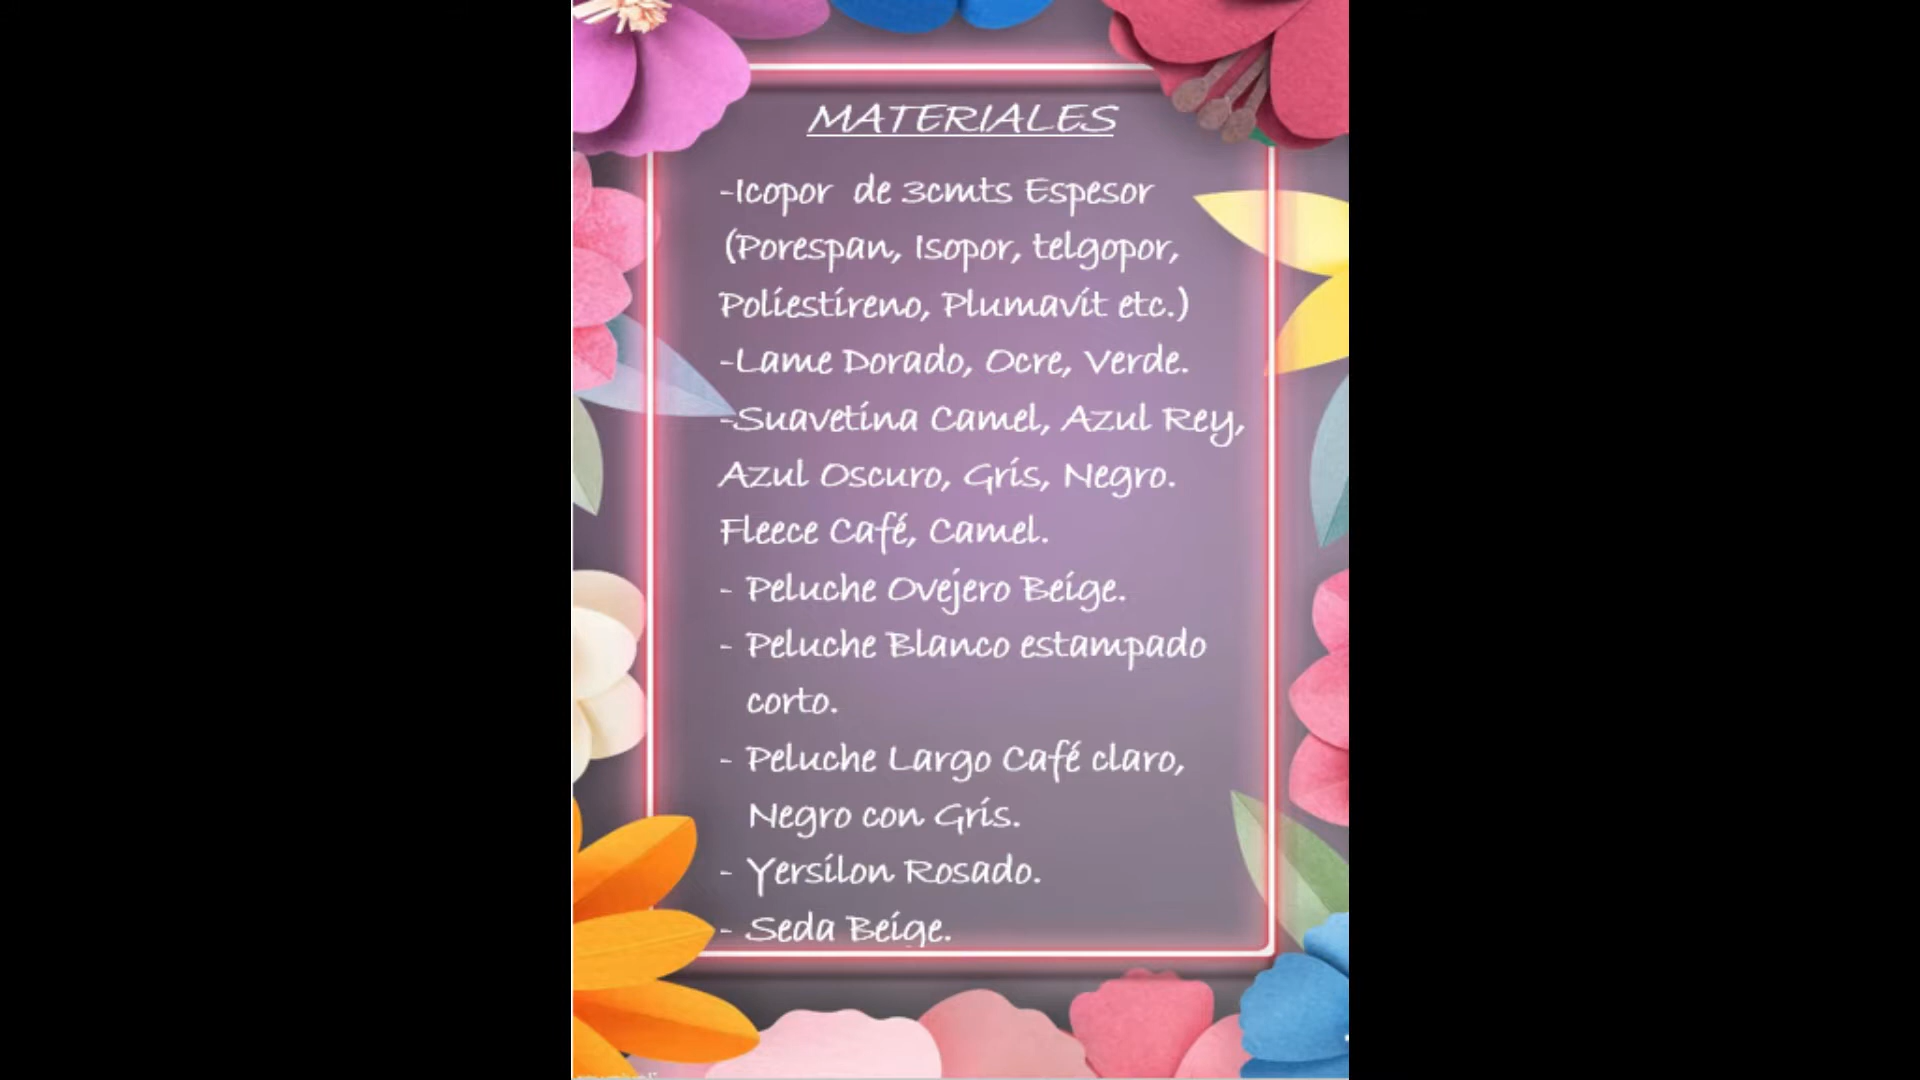 MATERIALES
-Icopor de 3cmts Espesor
(Porespan, Isopor, telgopor,
Poliestireno, Plumavit etc.)
-Lame Dorado, Ocre, Verde.
-Suavetina Camel, Azul Rey,
Azul Oscuro, Gris, Negro.
Fleece Café, Camel.
- Peluche Ovejero Beige.
- Peluche Blanco estampado
corto.
- Peluche Largo Café claro,
Negro con Gris.
- Yersilon Rosado.
- Seda Beige.